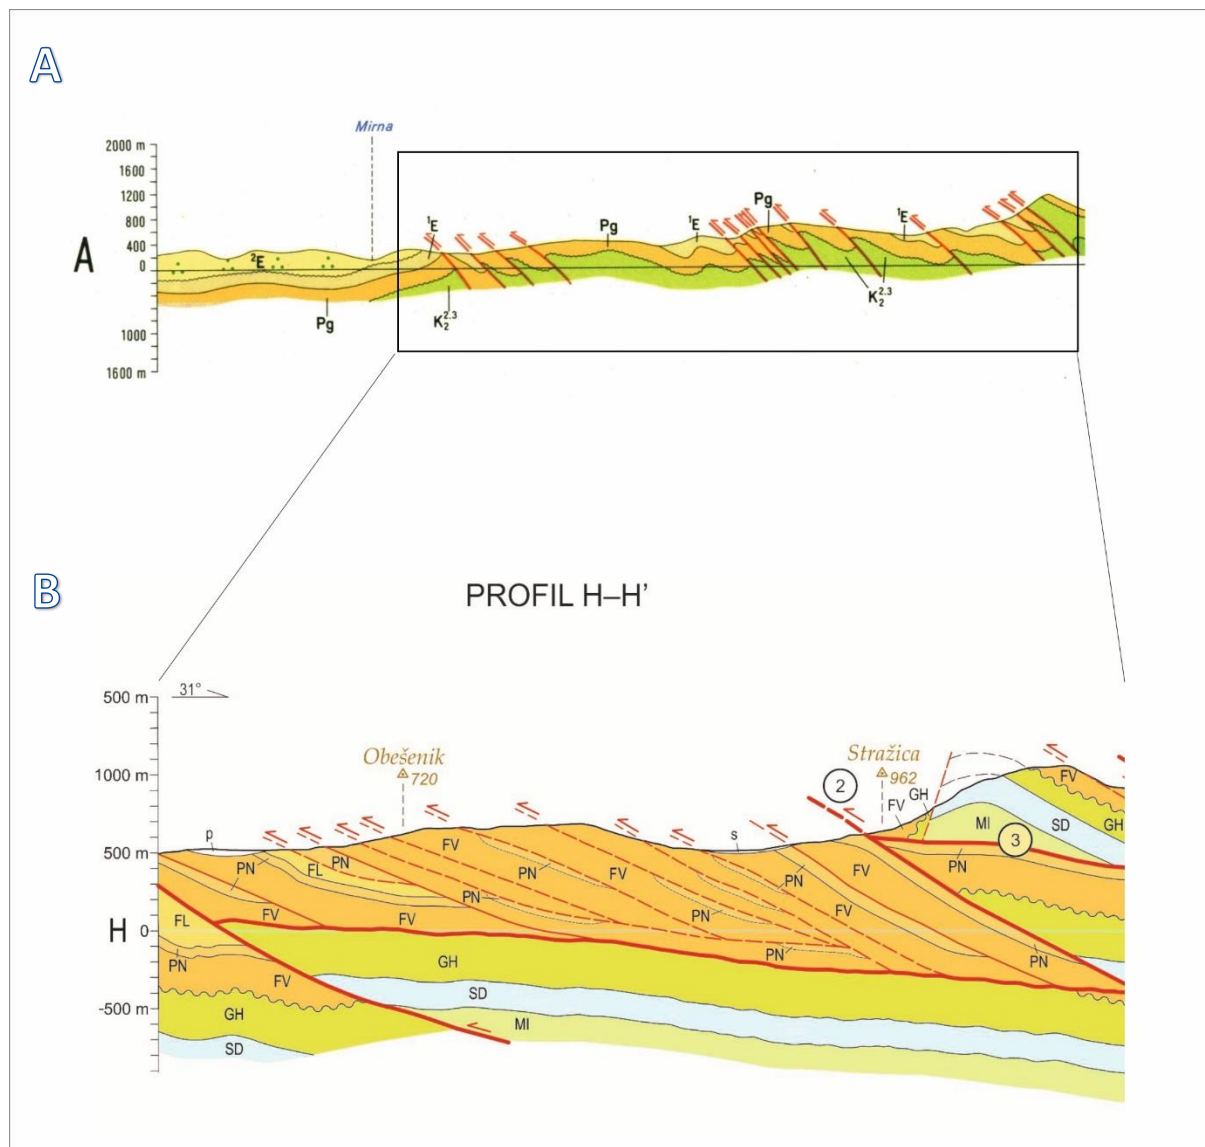 A
Mirna
2000 m
1600
1200
800
400
0
1000
1600 m
A
²E
Pg
¹E
K₂²·³
Pg
¹E
Pg
¹E
K₂²·³
B
PROFIL H–H’
500 m
1000 m
500 m
0
-500 m
H
31°
Obešenik
720
Stražica
962
2
3
p
s
PN
FL
PN
FV
FV
PN
PN
FV
FV
PN
PN
PN
FV
FV
PN
FV
GH
MI
SD
GH
FV
PN
FL
PN
FV
GH
SD
GH
SD
MI